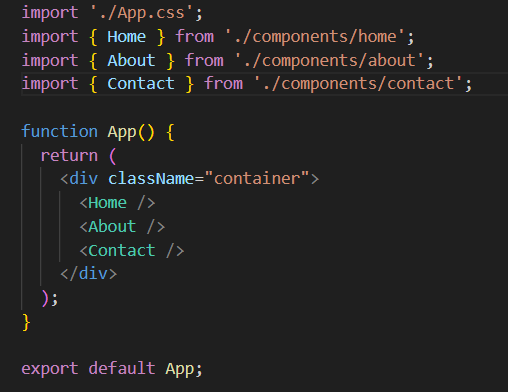 import './App.css';
import { Home } from './components/home';
import { About } from './components/about';
import { Contact } from './components/contact';

function App() {
  return (
    <div className="container">
      <Home />
      <About />
      <Contact />
    </div>
  );
}

export default App;